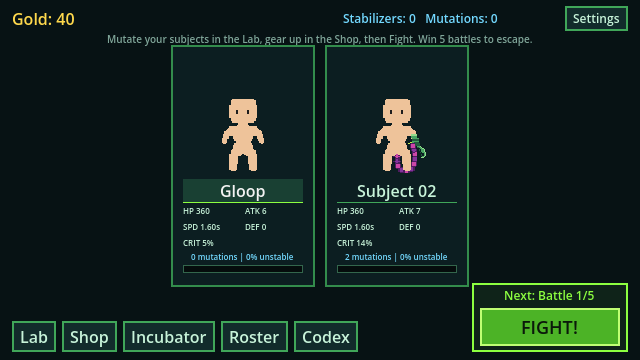 Gold: 40
Stabilizers: 0 Mutations: 0
Settings
Mutate your subjects in the Lab, gear up in the Shop, then Fight. Win 5 battles to escape.
Gloop
HP 360 ATK 6
SPD 1.60s DEF 0
CRIT 5%
0 mutations | 0% unstable
Subject 02
HP 360 ATK 7
SPD 1.60s DEF 0
CRIT 14%
2 mutations | 0% unstable
Next: Battle 1/5
FIGHT!
Lab
Shop
Incubator
Roster
Codex